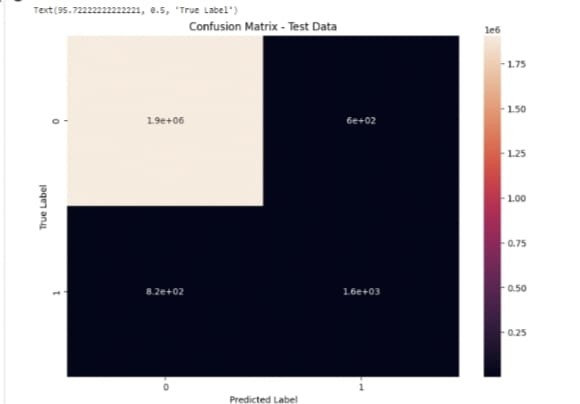 Text(95.72222222222221, 0.5, 'True Label')
Confusion Matrix - Test Data
1e6
1.75
0
1.9e+06
6e+02
1.50
1.25
True Label
1.00
0.75
1
8.2e+02
1.6e+03
0.50
0.25
0
1
Predicted Label